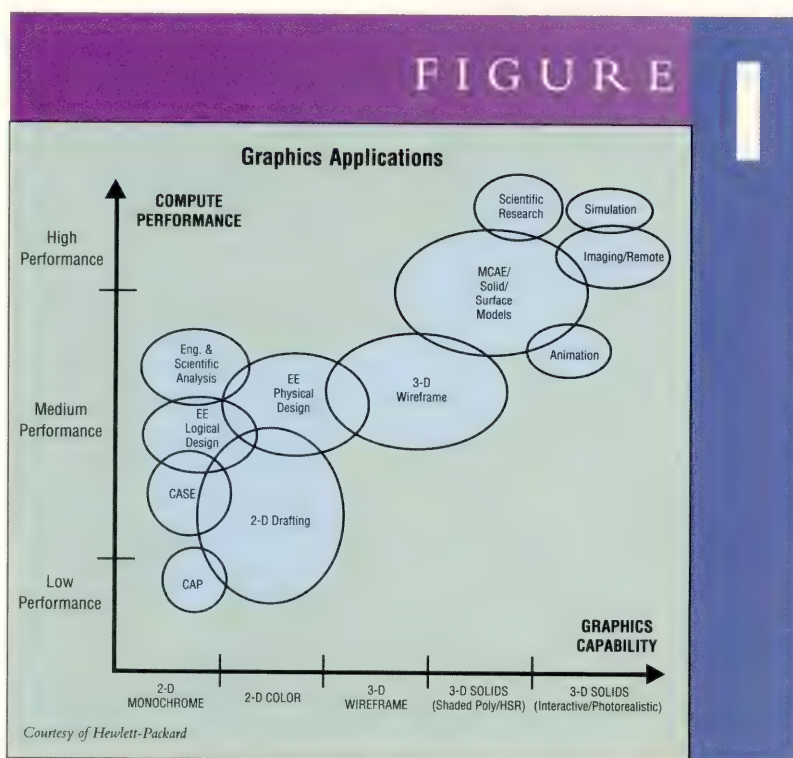 FIGURE
1
Graphics Applications
COMPUTE
PERFORMANCE
High
Performance
Medium
Performance
Low
Performance
Scientific
Research
Simulation
Imaging/Remote
MCAE/
Solid/
Surface
Models
Animation
Eng. &
Scientific
Analysis
EE
Physical
Design
3-D
Wireframe
EE
Logical
Design
CASE
2-D Drafting
CAP
GRAPHICS
CAPABILITY
2-D
MONOCHROME
2-D COLOR
3-D
WIREFRAME
3-D SOLIDS
(Shaded Poly/HSR)
3-D SOLIDS
(Interactive/Photorealistic)
Courtesy of Hewlett-Packard